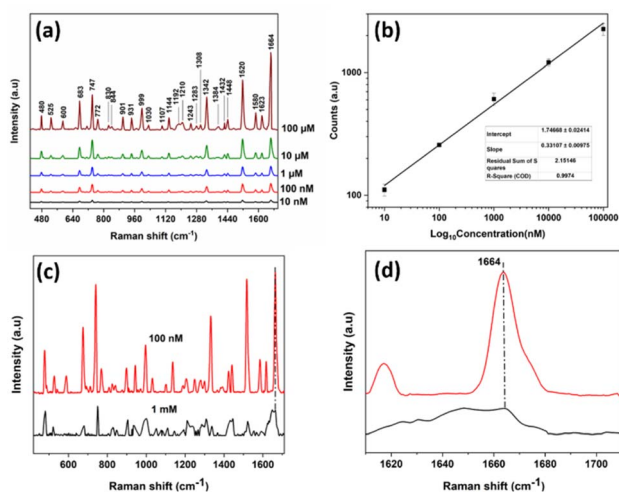 (a)
480
525
600
683
747
772
830
844
901
931
999
1030
1107
1144
1192
1210
1243
1283
1308
1342
1384
1432
1448
1520
1580
1623
1664
100 µM
10 µM
1 µM
100 nM
10 nM
Intensity (a.u)
480 600 720 840 960 1080 1200 1320 1440 1560 1680
Raman shift (cm-1)
(b)
Counts (a.u)
1000
100
Intercept 1.74668 ± 0.02414
Slope 0.33107 ± 0.00975
Residual Sum of S
quares 2.15146
R-Square (COD) 0.9974
10 100 1000 10000 100000
Log10Concentration(nM)
(c)
100 nM
1 mM
Intensity (a.u)
600 800 1000 1200 1400 1600
Raman shift (cm-1)
1664
(d)
Intensity (a.u)
1620 1640 1660 1680 1700
Raman shift (cm-1)